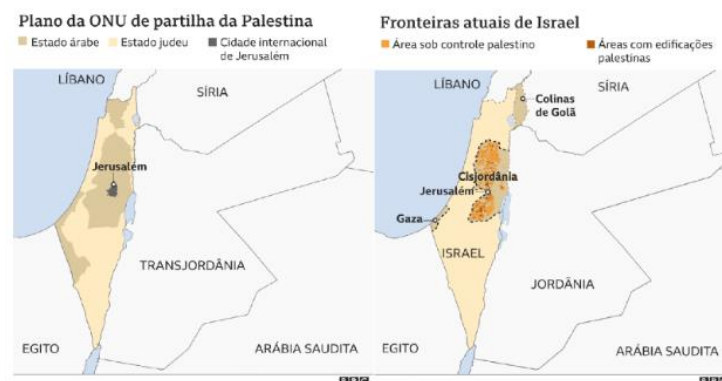 Plano da ONU de partilha da Palestina
Estado árabe
Estado judeu
Cidade internacional
de Jerusalém
LÍBANO
SÍRIA
Jerusalém
TRANSJORDÂNIA
EGITO
ARÁBIA SAUDITA
Fronteiras atuais de Israel
Área sob controle palestino
Áreas com edificações
palestinas
LÍBANO
SÍRIA
Colinas
de Golã
Cisjordânia
Jerusalém
Gaza
ISRAEL
JORDÂNIA
EGITO
ARÁBIA SAUDITA